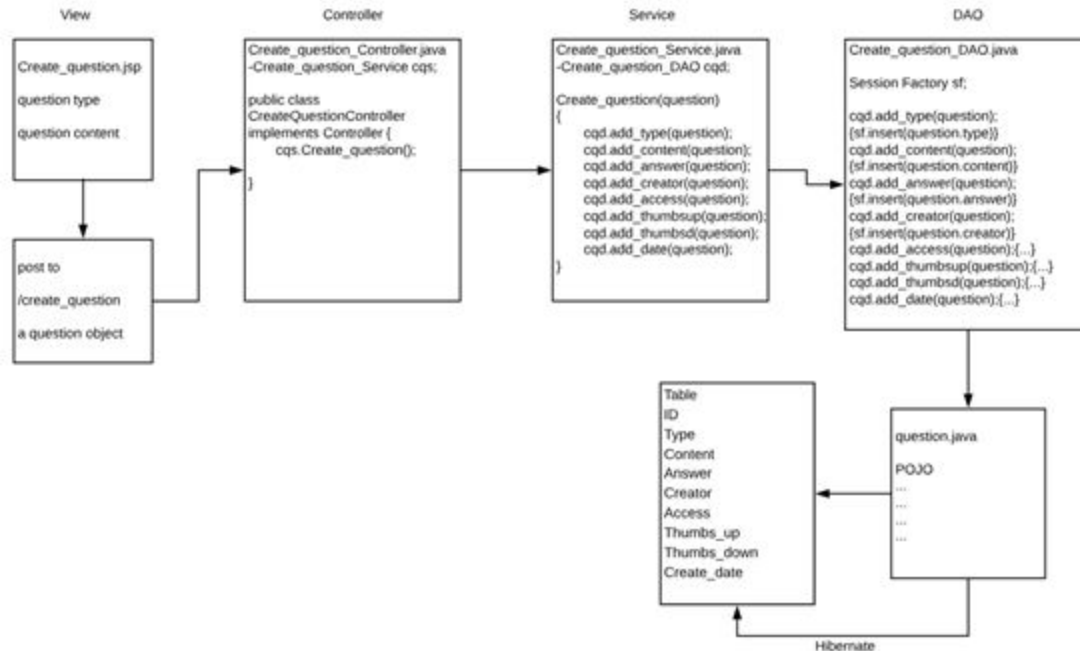 View
Create_question.jsp
question type
question content
post to
/create_question
a question object
Controller
Create_question_Controller.java
-Create_question_Service cqs;
public class
CreateQuestionController
implements Controller {
cqs.Create_question();
}
Service
Create_question_Service.java
-Create_question_DAO cqd;
Create_question(question)
{
cqd.add_type(question);
cqd.add_content(question);
cqd.add_answer(question);
cqd.add_creator(question);
cqd.add_access(question);
cqd.add_thumbsup(question);
cqd.add_thumbsd(question);
cqd.add_date(question);
}
DAO
Create_question_DAO.java
Session Factory sf;
cqd.add_type(question);
{sf.insert(question.type)}
cqd.add_content(question);
{sf.insert(question.content)}
cqd.add_answer(question);
{sf.insert(question.answer)}
cqd.add_creator(question);
{sf.insert(question.creator)}
cqd.add_access(question);{...}
cqd.add_thumbsup(question);{...}
cqd.add_thumbsd(question);{...}
cqd.add_date(question);{...}
question.java
POJO
...
...
...
...
Table
ID
Type
Content
Answer
Creator
Access
Thumbs_up
Thumbs_down
Create_date
Hibernate